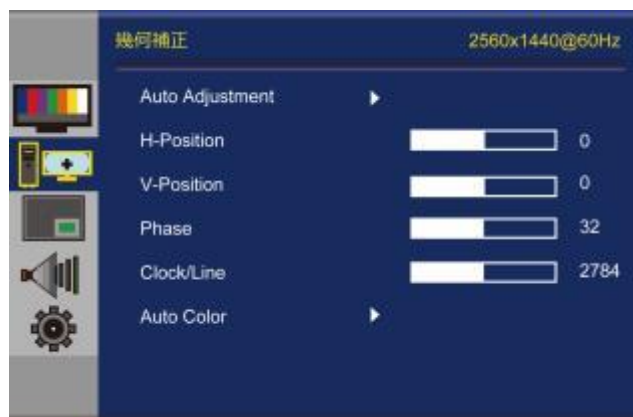 幾何補正 2560x1440@60Hz
Auto Adjustment
H-Position 0
V-Position 0
Phase 32
Clock/Line 2784
Auto Color